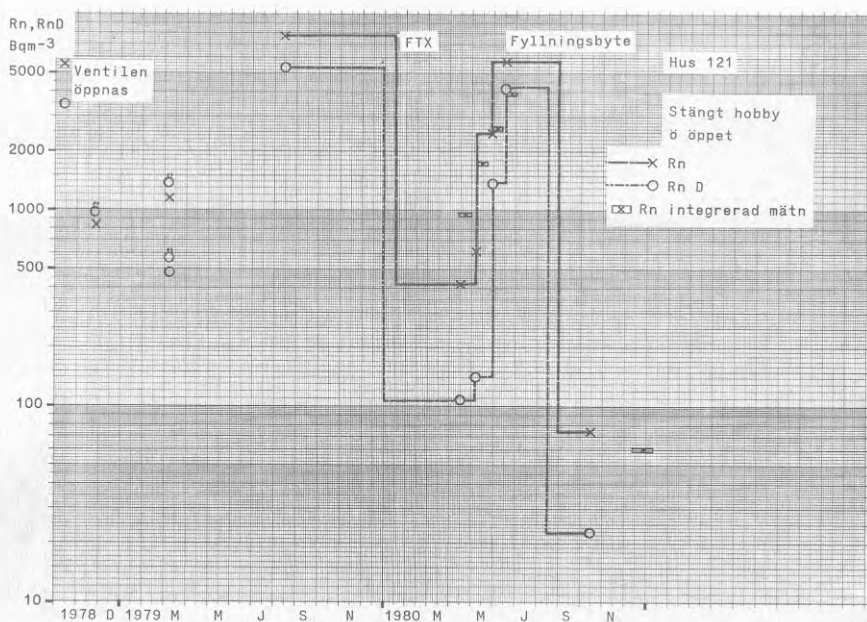 Rn,RnD
Bqm-3
FTX
Fyllningsbyte
Hus 121
5000
Ventilen
öppnas
Stängt hobby
ö öppet
2000
Rn
Rn D
1000
ö
ö
Rn integrerad mätn
500
ö
100
10
1978 D 1979 M M J S N 1980 M M J S N